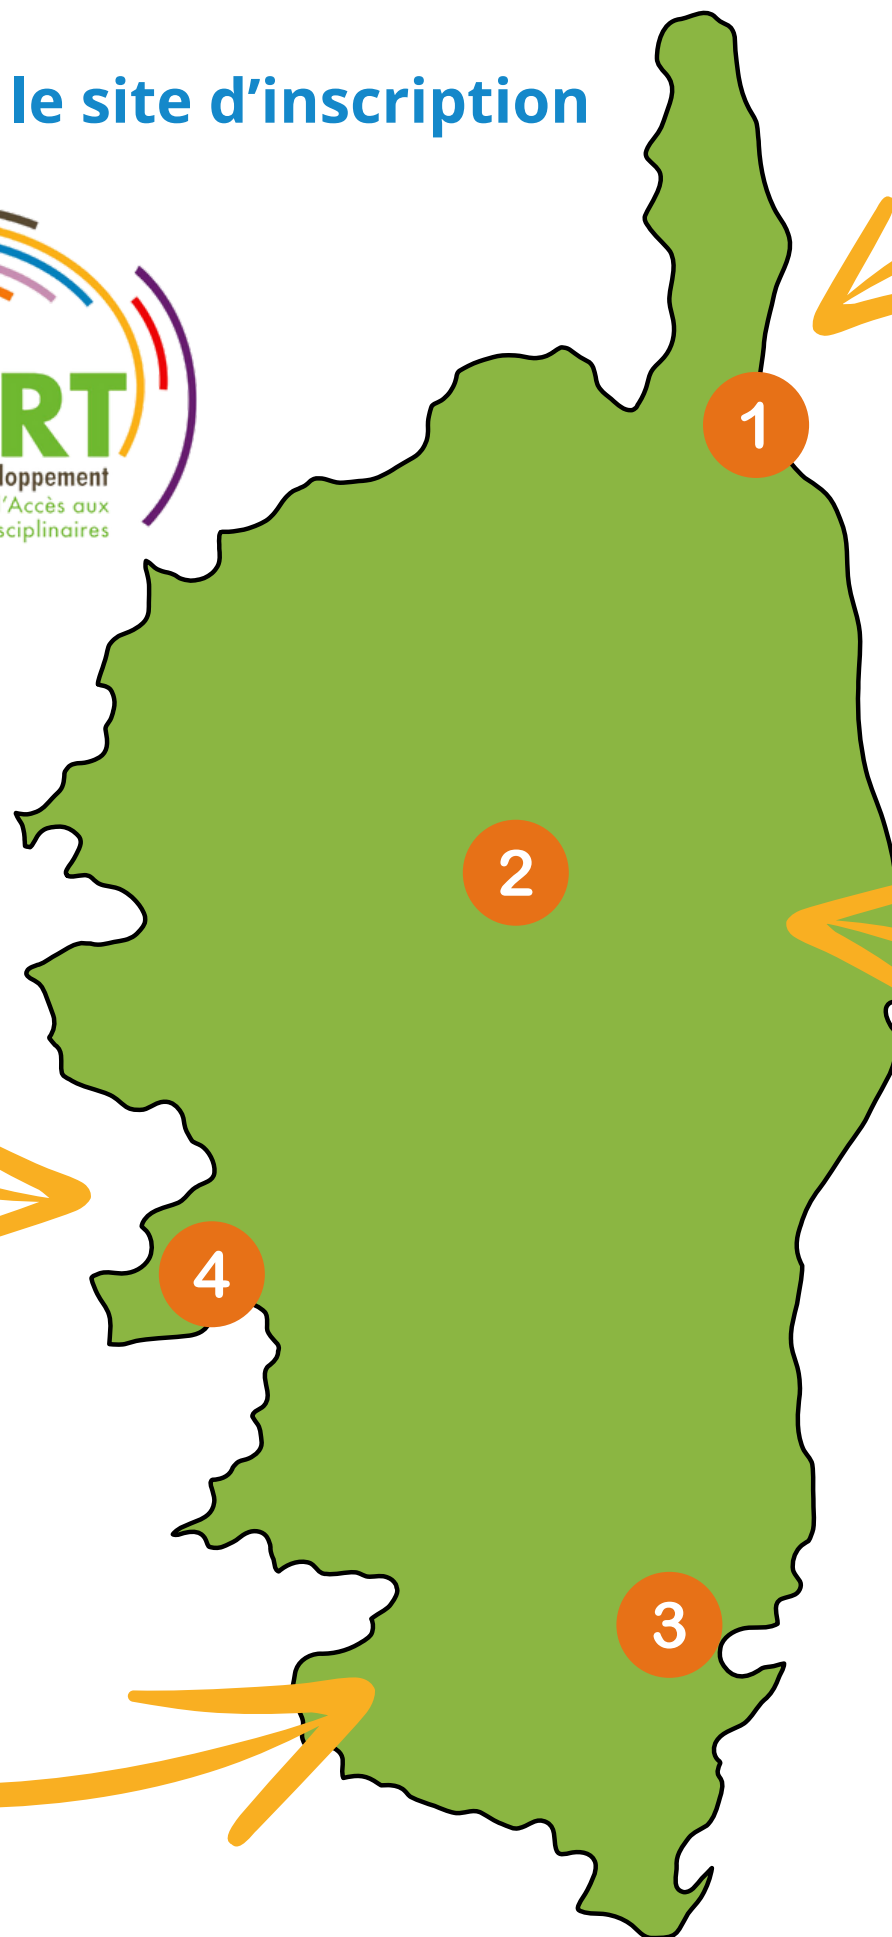 le site d’inscription
RT
loppement
’Accès aux
sciplinaires
1
2
4
3